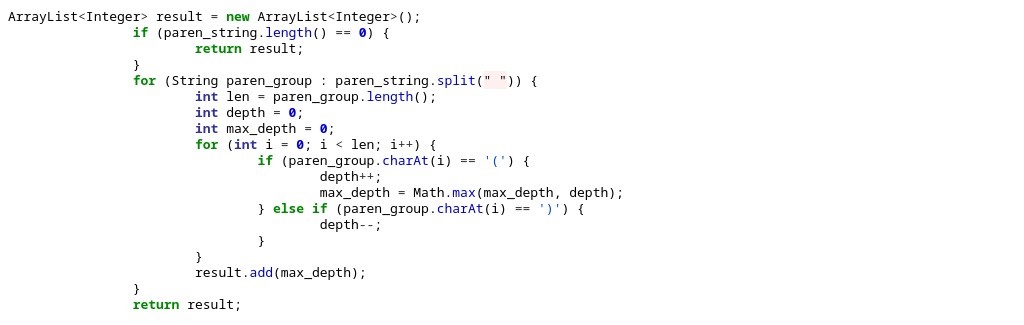 ArrayList<Integer> result = new ArrayList<Integer>();
if (paren_string.length() == 0) {
return result;
}
for (String paren_group : paren_string.split(" ")) {
int len = paren_group.length();
int depth = 0;
int max_depth = 0;
for (int i = 0; i < len; i++) {
if (paren_group.charAt(i) == '(') {
depth++;
max_depth = Math.max(max_depth, depth);
} else if (paren_group.charAt(i) == ')') {
depth--;
}
}
result.add(max_depth);
}
return result;